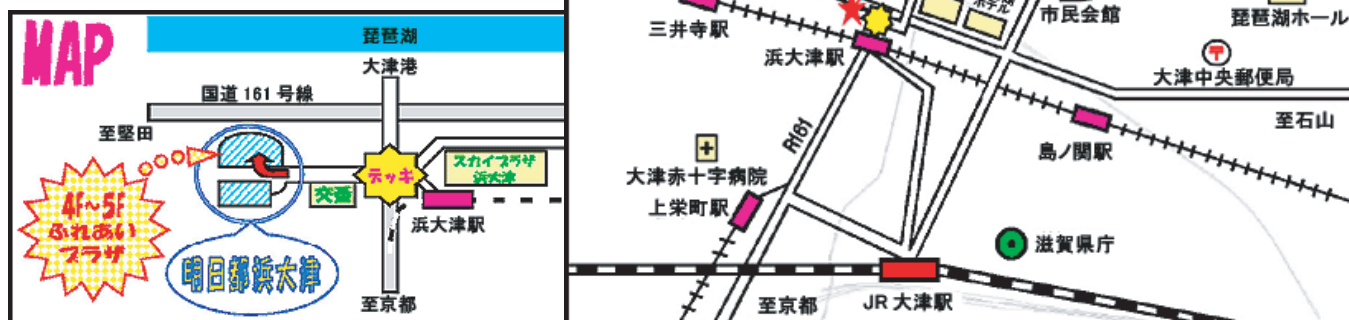 MAP
琵琶湖
大津港
国道161号線
至堅田
スカイプラザ
浜大津
デッキ
交番
浜大津駅
4F~5F
ふれあい
プラザ
明日都浜大津
至京都
三井寺駅
ホテル
市民会館
琵琶湖ホール
浜大津駅
大津中央郵便局
至石山
R161
島ノ関駅
大津赤十字病院
上栄町駅
滋賀県庁
至京都
JR大津駅